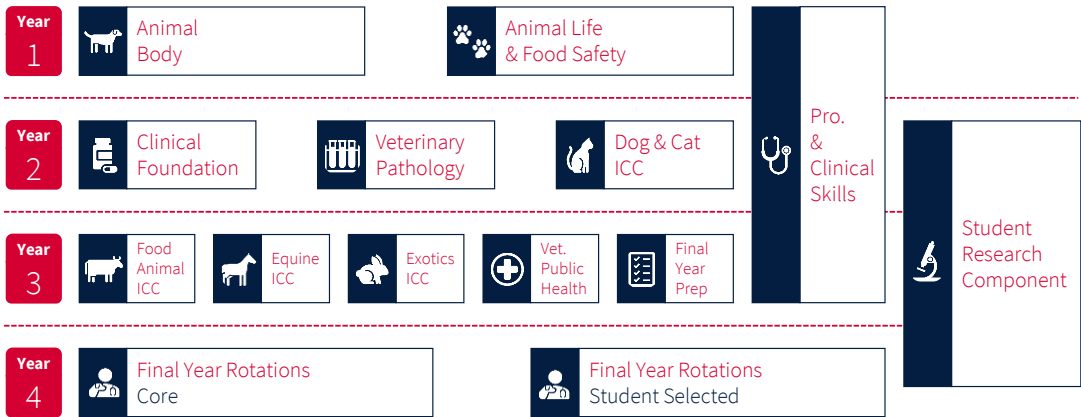 Year
1
Animal
Body
Animal Life
& Food Safety
Pro.
&
Clinical
Skills
Year
2
Clinical
Foundation
Veterinary
Pathology
Dog & Cat
ICC
Student
Research
Component
Year
3
Food
Animal
ICC
Equine
ICC
Exotics
ICC
Vet.
Public
Health
Final
Year
Prep
Year
4
Final Year Rotations
Core
Final Year Rotations
Student Selected